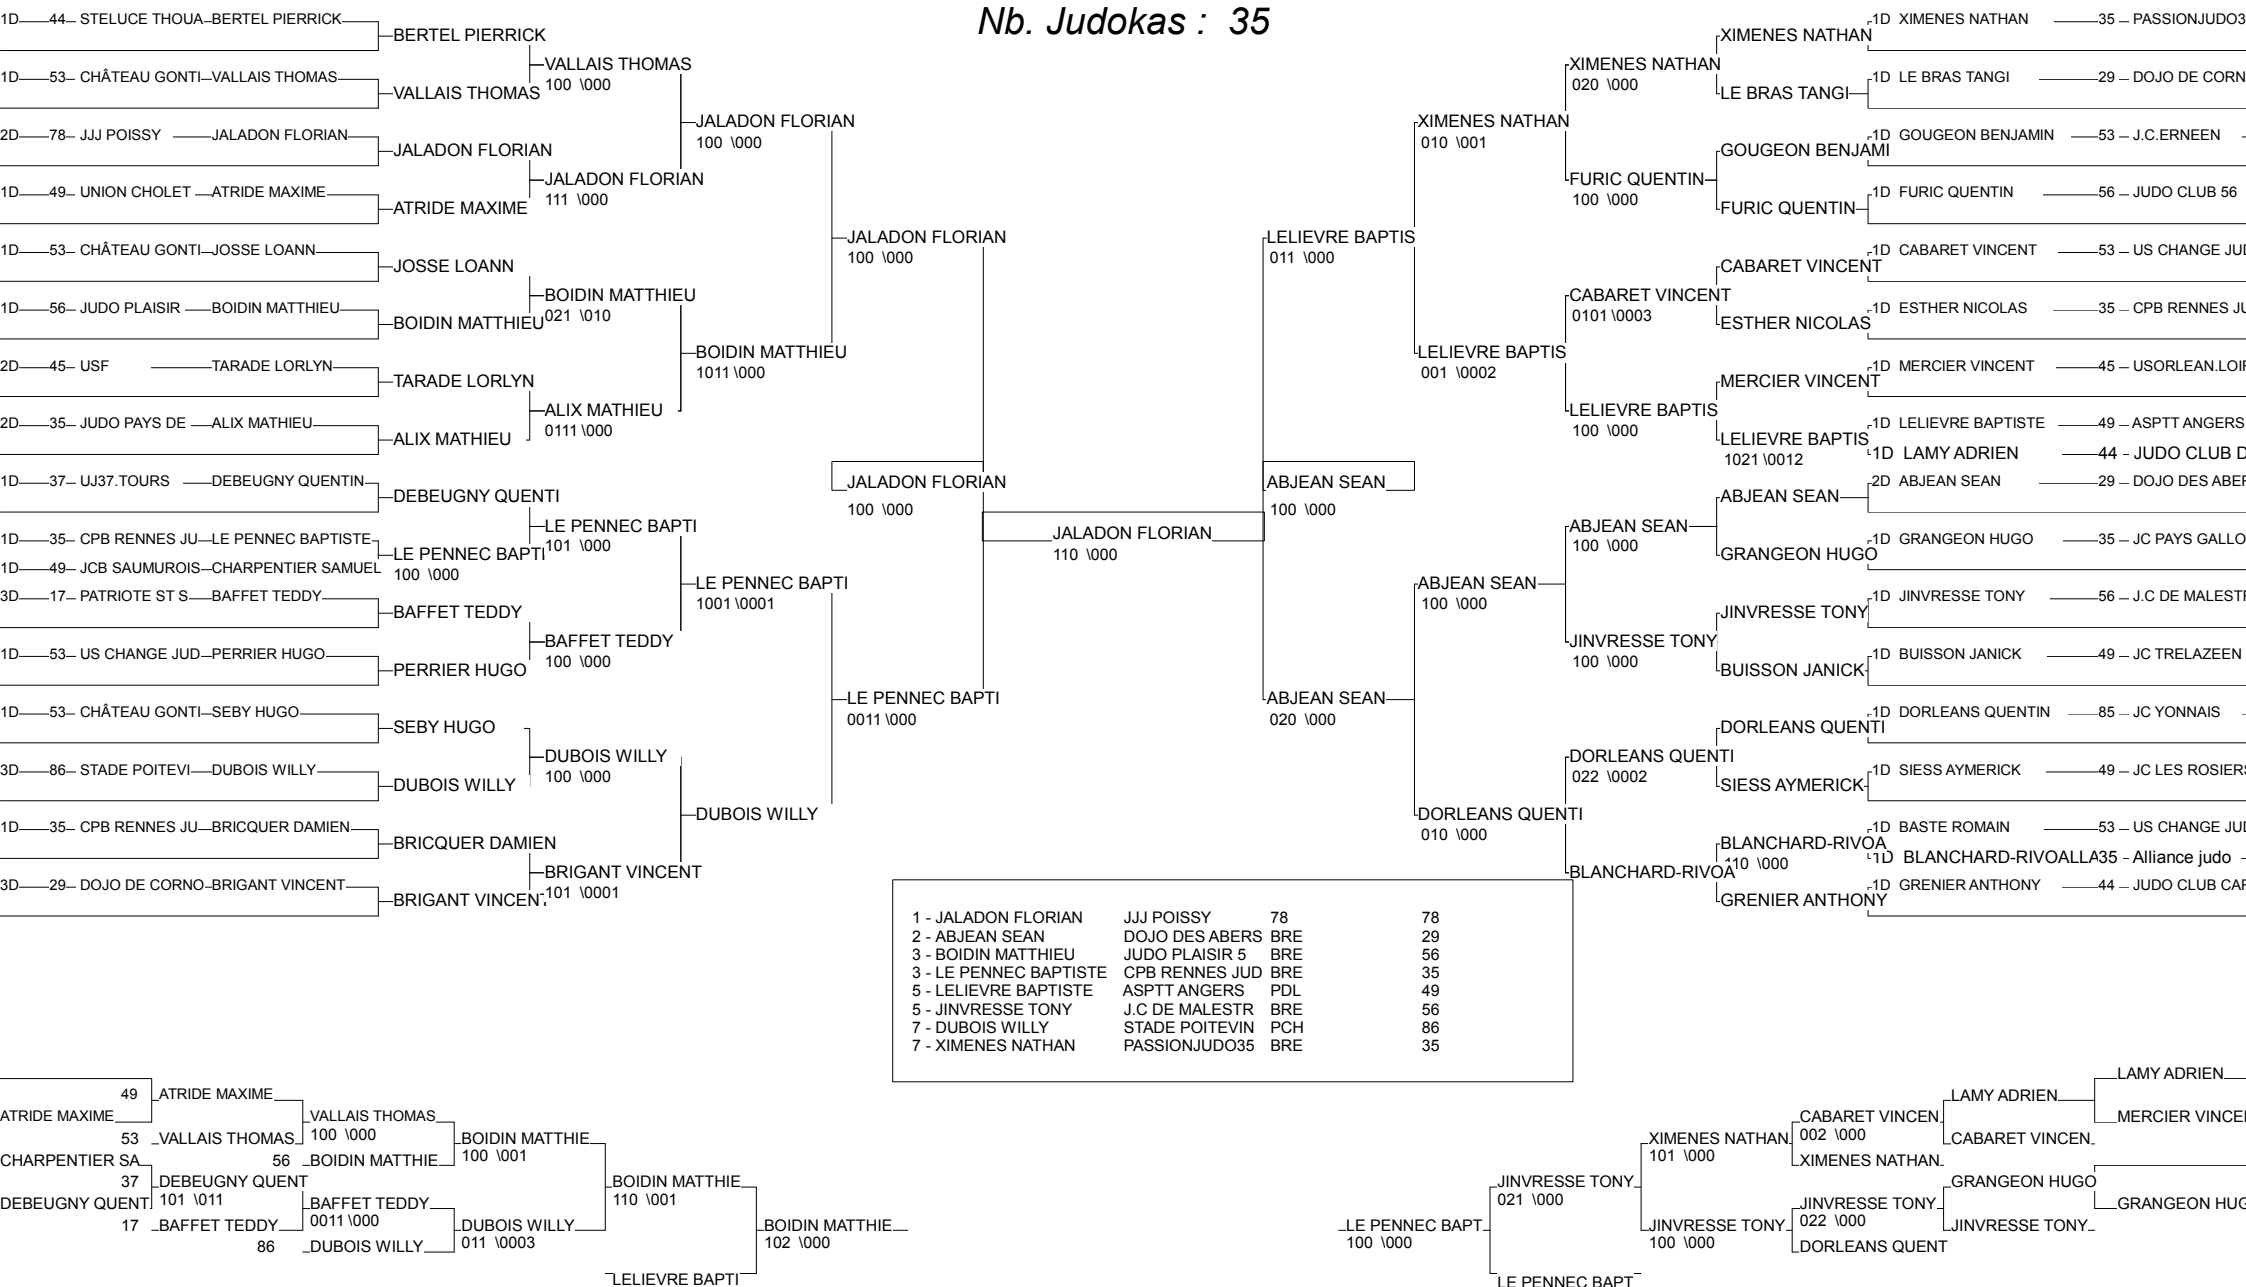 Nb. Judokas : 35
1D 44 STELUCE THOUA BERTEL PIERRICK
BERTEL PIERRICK
VALLAIS THOMAS
100 \000
1D 53 CHÂTEAU GONTI VALLAIS THOMAS
VALLAIS THOMAS
JALADON FLORIAN
100 \000
2D 78 JJJ POISSY JALADON FLORIAN
JALADON FLORIAN
JALADON FLORIAN
111 \000
1D 49 UNION CHOLET ATRIDE MAXIME
ATRIDE MAXIME
JALADON FLORIAN
100 \000
1D 53 CHÂTEAU GONTI JOSSE LOANN
JOSSE LOANN
BOIDIN MATTHIEU
021 \010
1D 56 JUDO PLAISIR BOIDIN MATTHIEU
BOIDIN MATTHIEU
BOIDIN MATTHIEU
1011 \000
2D 45 USF TARADE LORLYN
TARADE LORLYN
ALIX MATHIEU
0111 \000
2D 35 JUDO PAYS DE ALIX MATHIEU
ALIX MATHIEU
JALADON FLORIAN
100 \000
1D 37 UJ37.TOURS DEBEUGNY QUENTIN
DEBEUGNY QUENTI
LE PENNEC BAPTI
101 \000
1D 35 CPB RENNES JU LE PENNEC BAPTISTE
LE PENNEC BAPTI
100 \000
1D 49 JCB SAUMUROIS CHARPENTIER SAMUEL
LE PENNEC BAPTI
1001 \0001
3D 17 PATRIOTE ST S BAFFET TEDDY
BAFFET TEDDY
BAFFET TEDDY
100 \000
1D 53 US CHANGE JUD PERRIER HUGO
PERRIER HUGO
LE PENNEC BAPTI
0011 \000
1D 53 CHÂTEAU GONTI SEBY HUGO
SEBY HUGO
DUBOIS WILLY
100 \000
3D 86 STADE POITEVI DUBOIS WILLY
DUBOIS WILLY
DUBOIS WILLY
1D 35 CPB RENNES JU BRICQUER DAMIEN
BRICQUER DAMIEN
BRIGANT VINCENT
101 \0001
3D 29 DOJO DE CORNO BRIGANT VINCENT
BRIGANT VINCENT
JALADON FLORIAN
110 \000
XIMENES NATHAN
1D XIMENES NATHAN 35 PASSIONJUDO3
XIMENES NATHAN
020 \000
LE BRAS TANGI
1D LE BRAS TANGI 29 DOJO DE CORN
XIMENES NATHAN
010 \001
GOUGEON BENJAMI
1D GOUGEON BENJAMIN 53 J.C.ERNEEN
FURIC QUENTIN
100 \000
FURIC QUENTIN
1D FURIC QUENTIN 56 JUDO CLUB 56
LELIEVRE BAPTIS
011 \000
CABARET VINCENT
1D CABARET VINCENT 53 US CHANGE JUD
CABARET VINCENT
0101 \0003
ESTHER NICOLAS
1D ESTHER NICOLAS 35 CPB RENNES JU
LELIEVRE BAPTIS
001 \0002
MERCIER VINCENT
1D MERCIER VINCENT 45 USORLEAN.LOIR
LELIEVRE BAPTIS
100 \000
LELIEVRE BAPTIS
1021 \0012
1D LELIEVRE BAPTISTE 49 ASPTT ANGERS
1D LAMY ADRIEN 44 - JUDO CLUB D
ABJEAN SEAN
100 \000
ABJEAN SEAN
2D ABJEAN SEAN 29 DOJO DES ABER
ABJEAN SEAN
100 \000
GRANGEON HUGO
1D GRANGEON HUGO 35 JC PAYS GALLO
ABJEAN SEAN
100 \000
JINVRESSE TONY
1D JINVRESSE TONY 56 J.C DE MALESTR
JINVRESSE TONY
100 \000
BUISSON JANICK
1D BUISSON JANICK 49 JC TRELAZEEN
ABJEAN SEAN
020 \000
DORLEANS QUENTI
1D DORLEANS QUENTIN 85 JC YONNAIS
DORLEANS QUENTI
022 \0002
SIESS AYMERICK
1D SIESS AYMERICK 49 JC LES ROSIERS
DORLEANS QUENTI
010 \000
BLANCHARD-RIVOA
110 \000
1D BASTE ROMAIN 53 US CHANGE JUD
1D BLANCHARD-RIVOALLA35 - Alliance judo
BLANCHARD-RIVOA
GRENIER ANTHONY
1D GRENIER ANTHONY 44 JUDO CLUB CAR
1 - JALADON FLORIAN JJJ POISSY 78 78
2 - ABJEAN SEAN DOJO DES ABERS BRE 29
3 - BOIDIN MATTHIEU JUDO PLAISIR 5 BRE 56
3 - LE PENNEC BAPTISTE CPB RENNES JUD BRE 35
5 - LELIEVRE BAPTISTE ASPTT ANGERS PDL 49
5 - JINVRESSE TONY J.C DE MALESTR BRE 56
7 - DUBOIS WILLY STADE POITEVIN PCH 86
7 - XIMENES NATHAN PASSIONJUDO35 BRE 35
49 ATRIDE MAXIME
ATRIDE MAXIME
VALLAIS THOMAS
100 \000
53 VALLAIS THOMAS
BOIDIN MATTHIE
100 \001
CHARPENTIER SA
56 BOIDIN MATTHIE
37 DEBEUGNY QUENT
101 \011
BOIDIN MATTHIE
110 \001
DEBEUGNY QUENT
BAFFET TEDDY
0011 \000
17 BAFFET TEDDY
DUBOIS WILLY
011 \0003
BOIDIN MATTHIE
102 \000
86 DUBOIS WILLY
LELIEVRE BAPTI
LAMY ADRIEN
LAMY ADRIEN
CABARET VINCEN
002 \000
MERCIER VINCE
XIMENES NATHAN
101 \000
CABARET VINCEN
XIMENES NATHAN
JINVRESSE TONY
021 \000
GRANGEON HUGO
JINVRESSE TONY
022 \000
GRANGEON HUG
LE PENNEC BAPT
100 \000
JINVRESSE TONY
100 \000
JINVRESSE TONY
DORLEANS QUENT
LE PENNEC BAPT